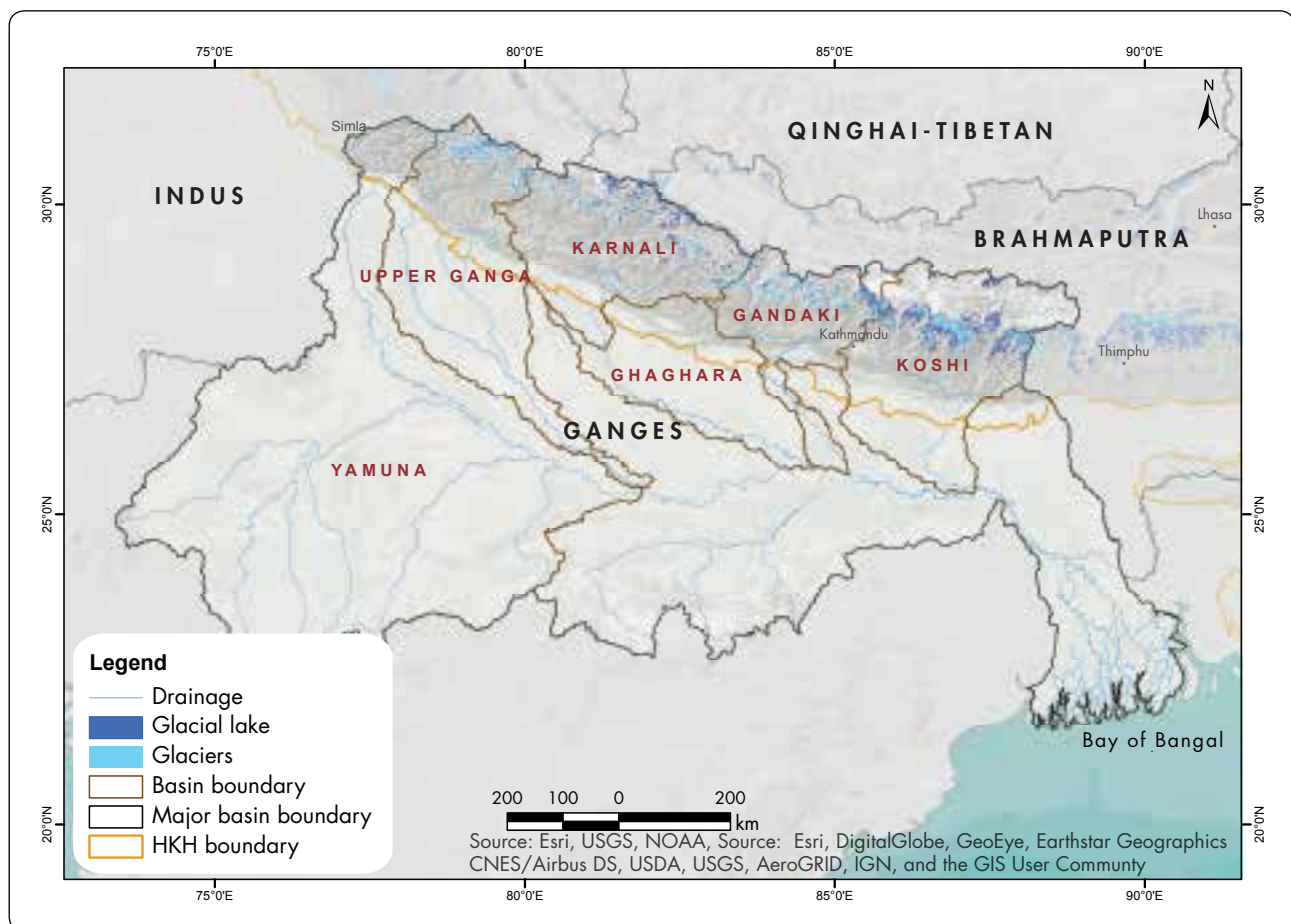 75°0'E
80°0'E
85°0'E
90°0'E
N
Simla
QINGHAI-TIBETAN
INDUS
30°0'N
30°0'N
Lhasa
BRAHMAPUTRA
KARNALI
UPPER GANGA
GANDAKI
Kathmandu
Thimphu
KOSHI
GHAGHARA
GANGES
YAMUNA
25°0'N
25°0'N
Legend
Drainage
Glacial lake
Glaciers
Basin boundary
Major basin boundary
HKH boundary
Bay of Bangal
200 100 0 200
km
20°0'N
20°0'N
Source: Esri, USGS, NOAA, Source: Esri, DigitalGlobe, GeoEye, Earthstar Geographics
CNES/Airbus DS, USDA, USGS, AeroGRID, IGN, and the GIS User Communty
75°0'E
80°0'E
85°0'E
90°0'E